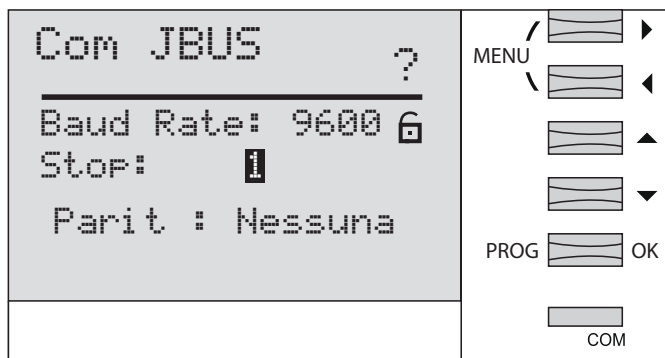 Com JBUS
?
Baud Rate: 9600
Stop: 1
Parit : Nessuna
MENU
PROG OK
COM